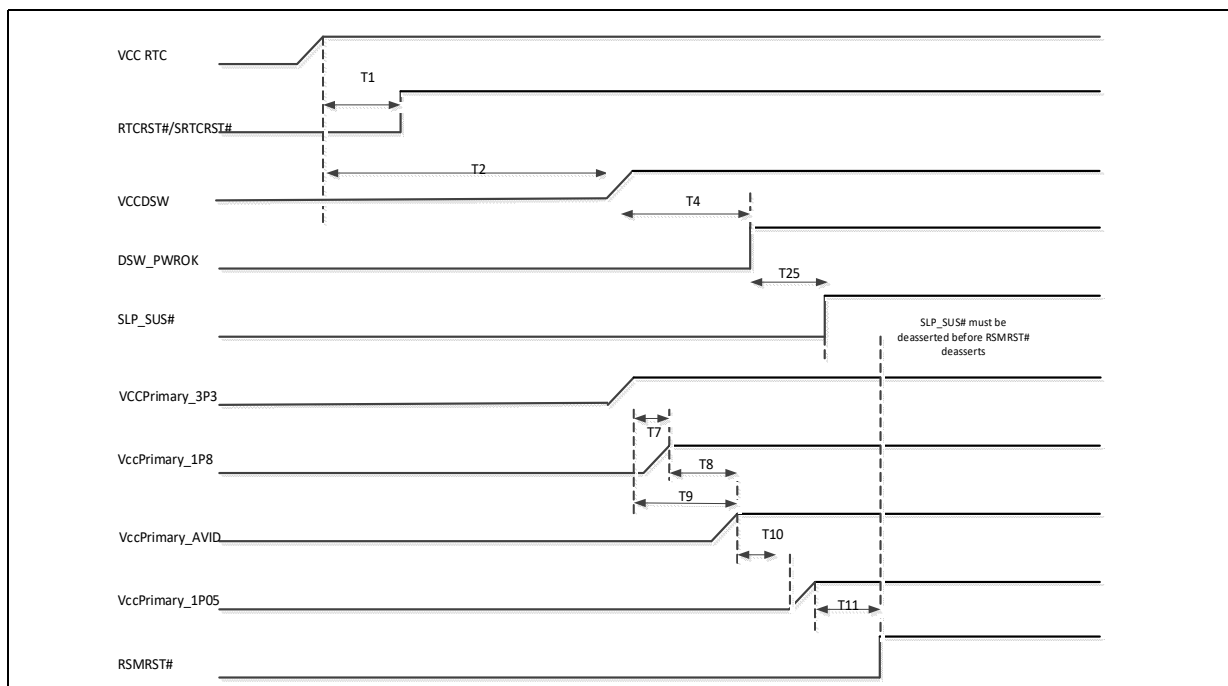 VCC RTC
T1
RTCRST#/SRTCRST#
T2
VCCDSW
T4
DSW_PWROK
T25
SLP_SUS#
SLP_SUS# must be
deasserted before RSMRST#
deasserts
VCCPrimary_3P3
T7
VccPrimary_1P8
T8
T9
VccPrimary_AVID
T10
VccPrimary_1P05
T11
RSMRST#